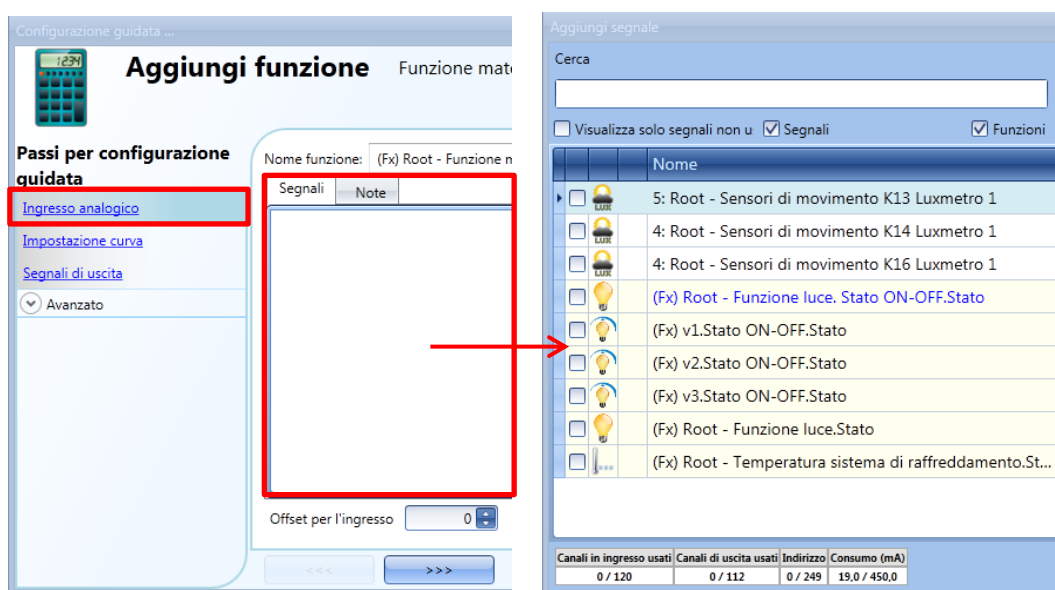 Configurazione guidata ...
1234
Aggiungi funzione Funzione mate
Passi per configurazione
guidata
Ingresso analogico
Impostazione curva
Segnali di uscita
Avanzato
Nome funzione: (Fx) Root - Funzione m
Segnali Note
Offset per l'ingresso 0
<<< >>>
Aggiungi segnale
Cerca
Visualizza solo segnali non u: Segnali Funzioni
Nome
LUX 5: Root - Sensori di movimento K13 Luxmetro 1
LUX 4: Root - Sensori di movimento K14 Luxmetro 1
LUX 4: Root - Sensori di movimento K16 Luxmetro 1
(Fx) Root - Funzione luce. Stato ON-OFF.Stato
(Fx) v1.Stato ON-OFF.Stato
(Fx) v2.Stato ON-OFF.Stato
(Fx) v3.Stato ON-OFF.Stato
(Fx) Root - Funzione luce.Stato
(Fx) Root - Temperatura sistema di raffreddamento.St...
Canali in ingresso usati Canali di uscita usati Indirizzo Consumo (mA)
0 / 120 0 / 112 0 / 249 19,0 / 450,0